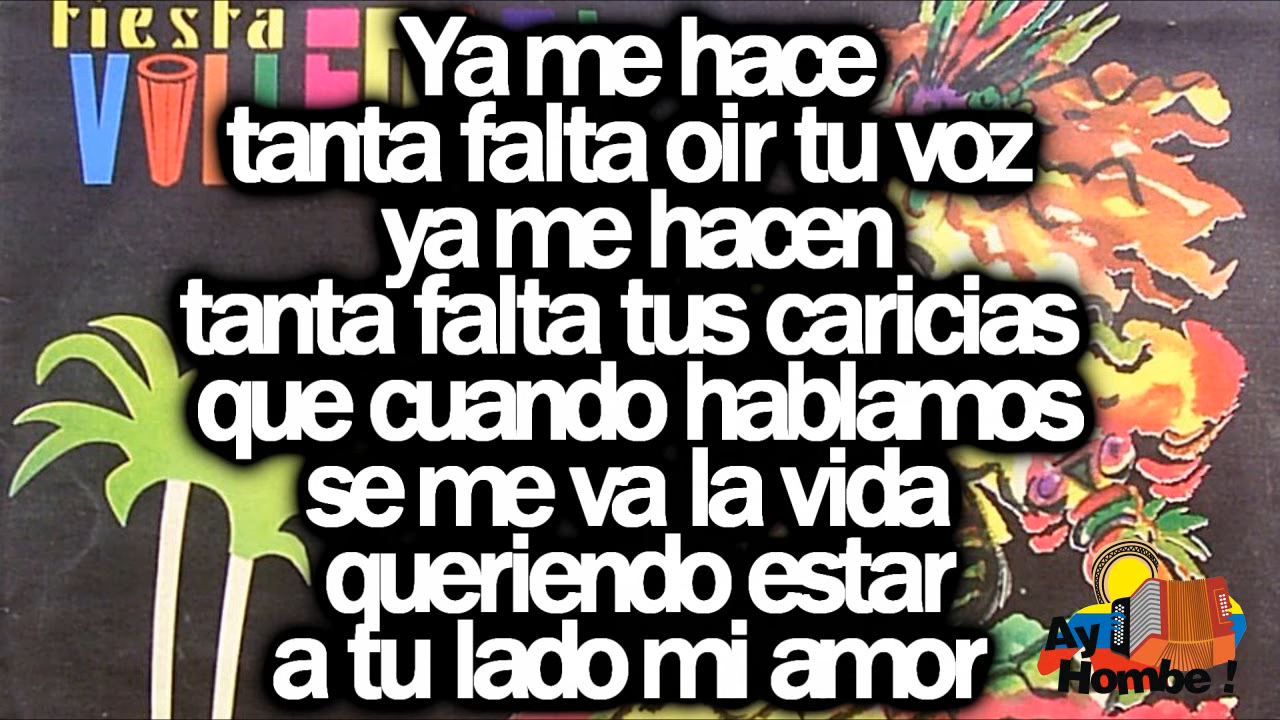 fiesta
Ya me hace
tanta falta oir tu voz
ya me hacen
tanta falta tus caricias
que cuando hablamos
se me va la vida
queriendo estar
a tu lado mi amor
Ay
Hombe !